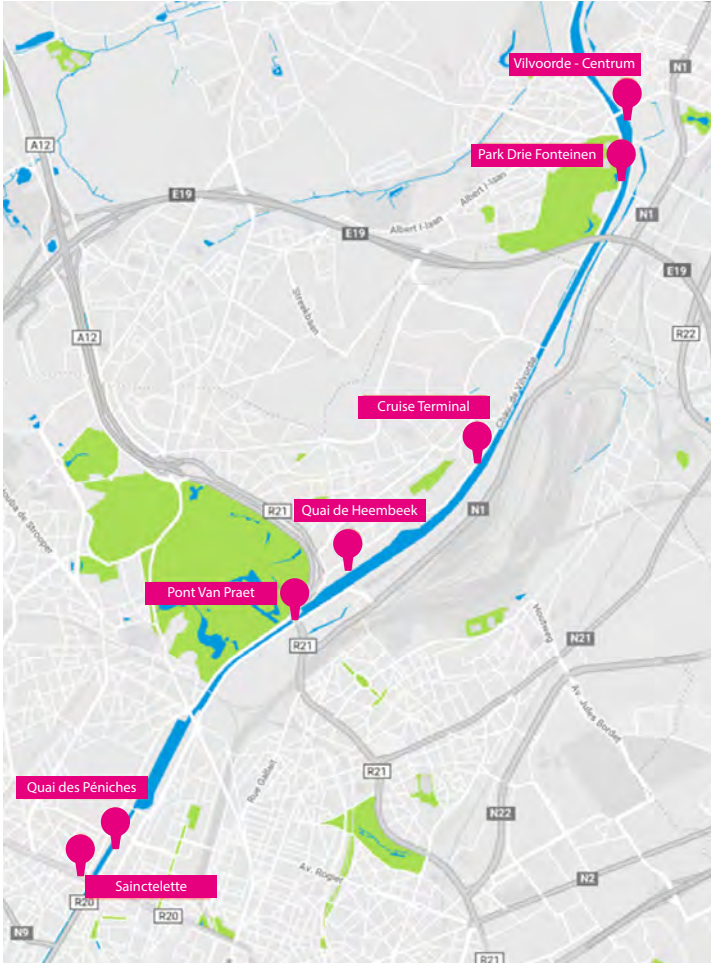 Vilvoorde - Centrum
N1
A12
Park Drie Fonteinen
Albert I-laan
E19
N1
Albert I-laan
E19
E19
Streekbaan
R22
A12
Chau. de Vilvorde
Cruise Terminal
Houba de Strooper
R21
Quai de Heembeek
N1
Pont Van Praet
Houtweg
R21
N21
Av. Jules Bordet
R21
Rue Gallait
Quai des Péniches
N22
Av. Rogier
Sainctelette
N2
R20
R20
N9
R21